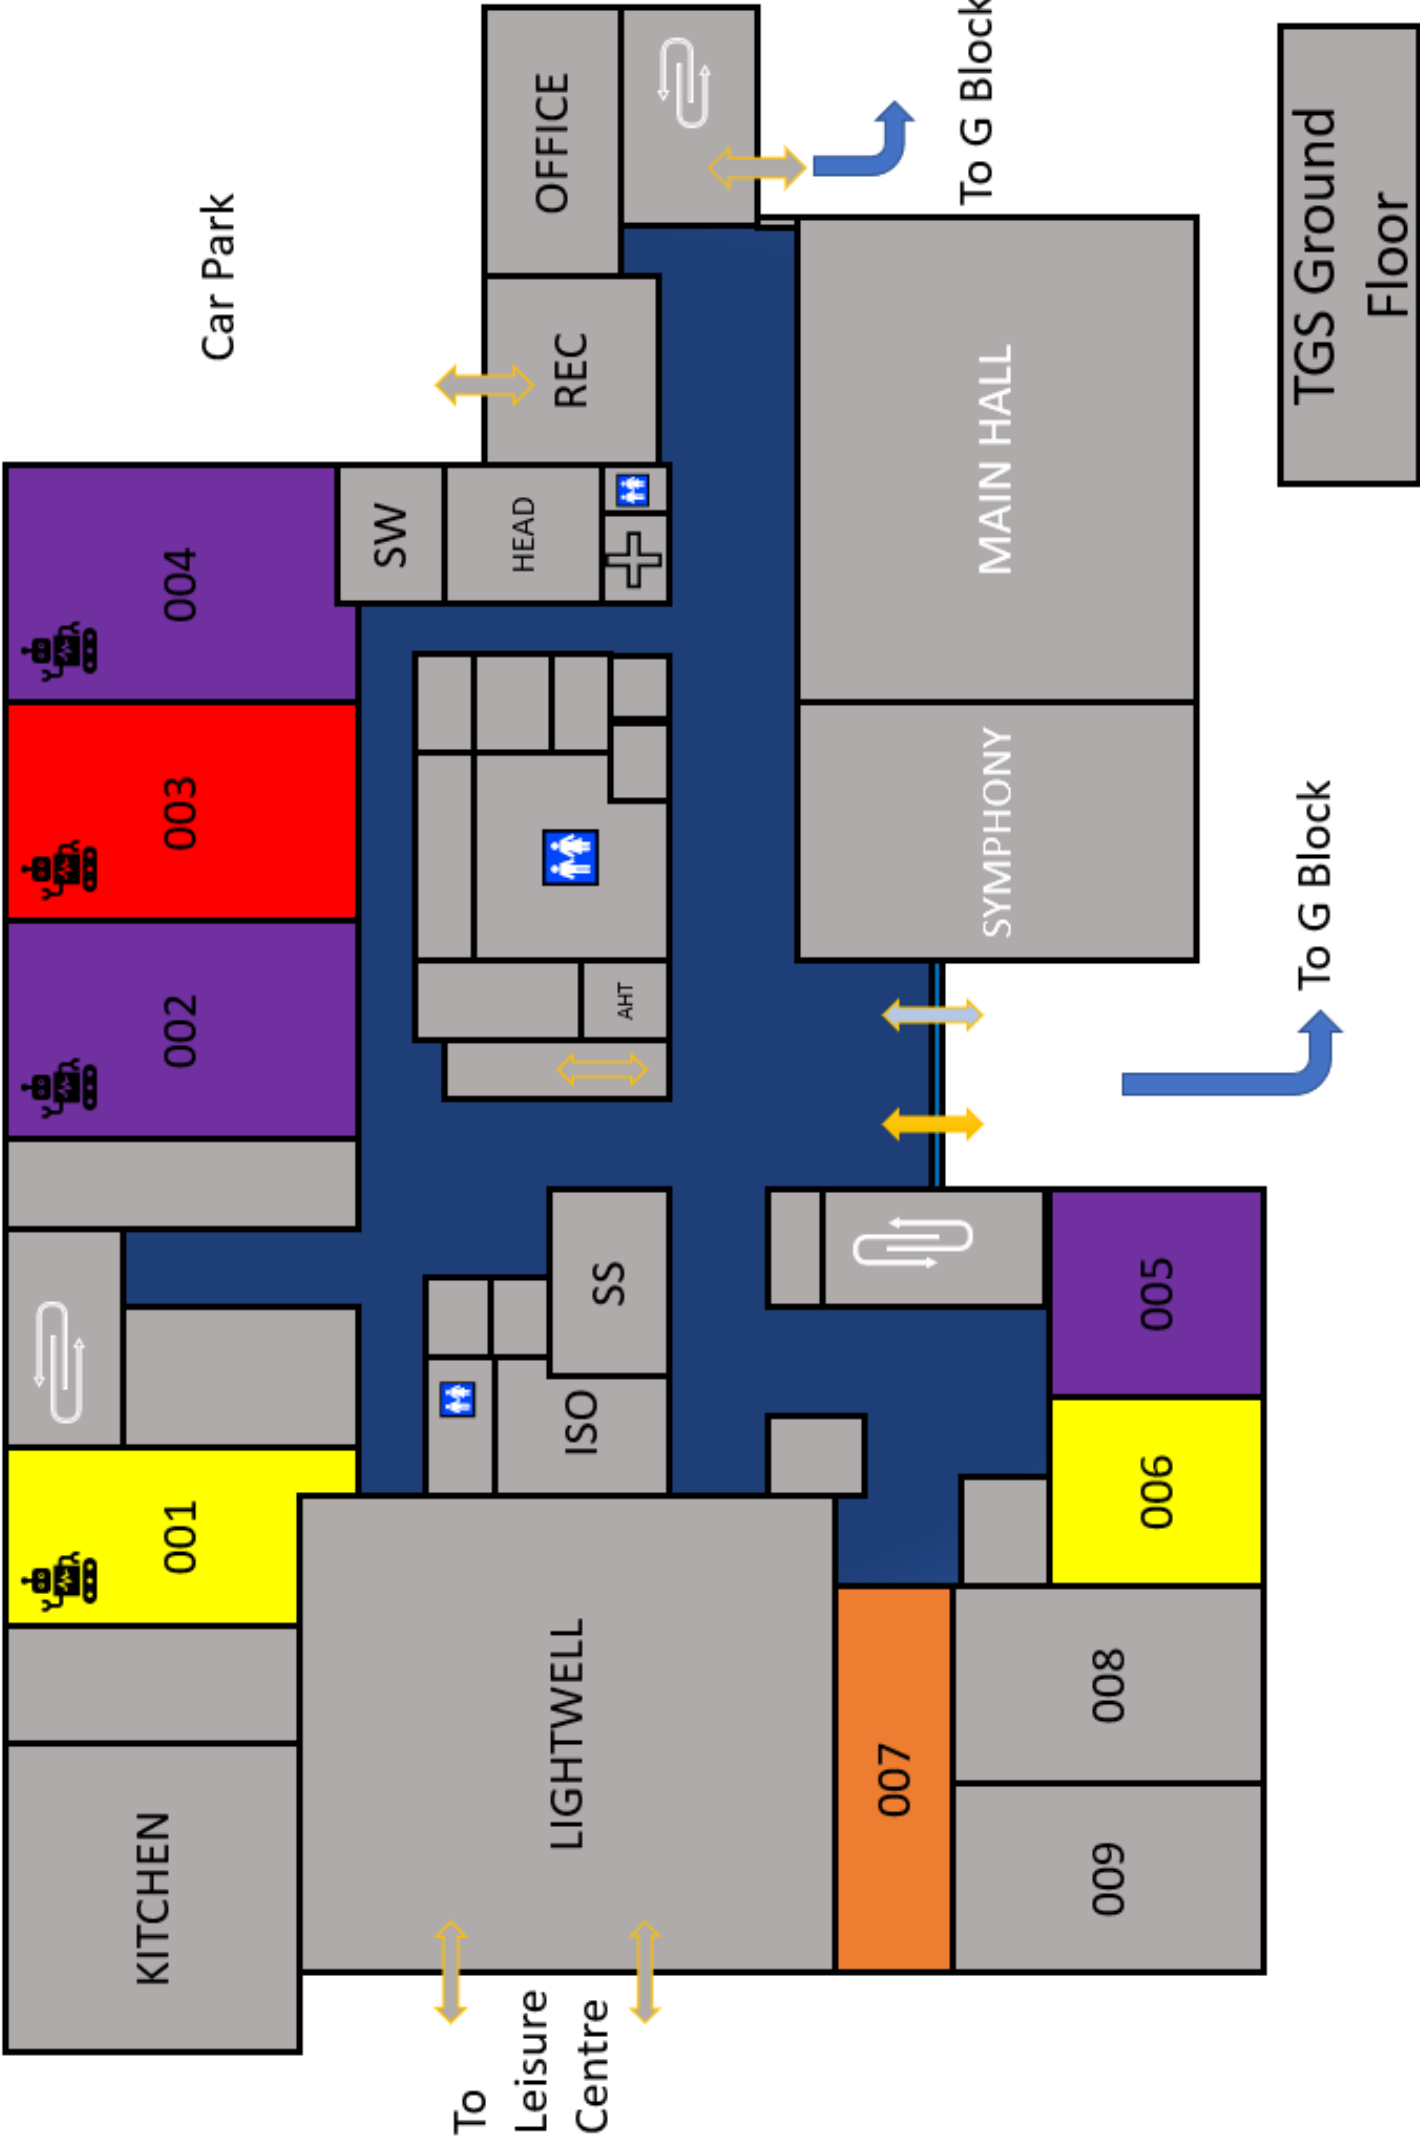 Car Park
OFFICE
REC
To G Block
004
SW
HEAD
MAIN HALL
TGS Ground
Floor
003
002
AHT
SYMPHONY
To G Block
SS
ISO
005
006
001
KITCHEN
LIGHTWELL
007
008
009
To
Leisure
Centre